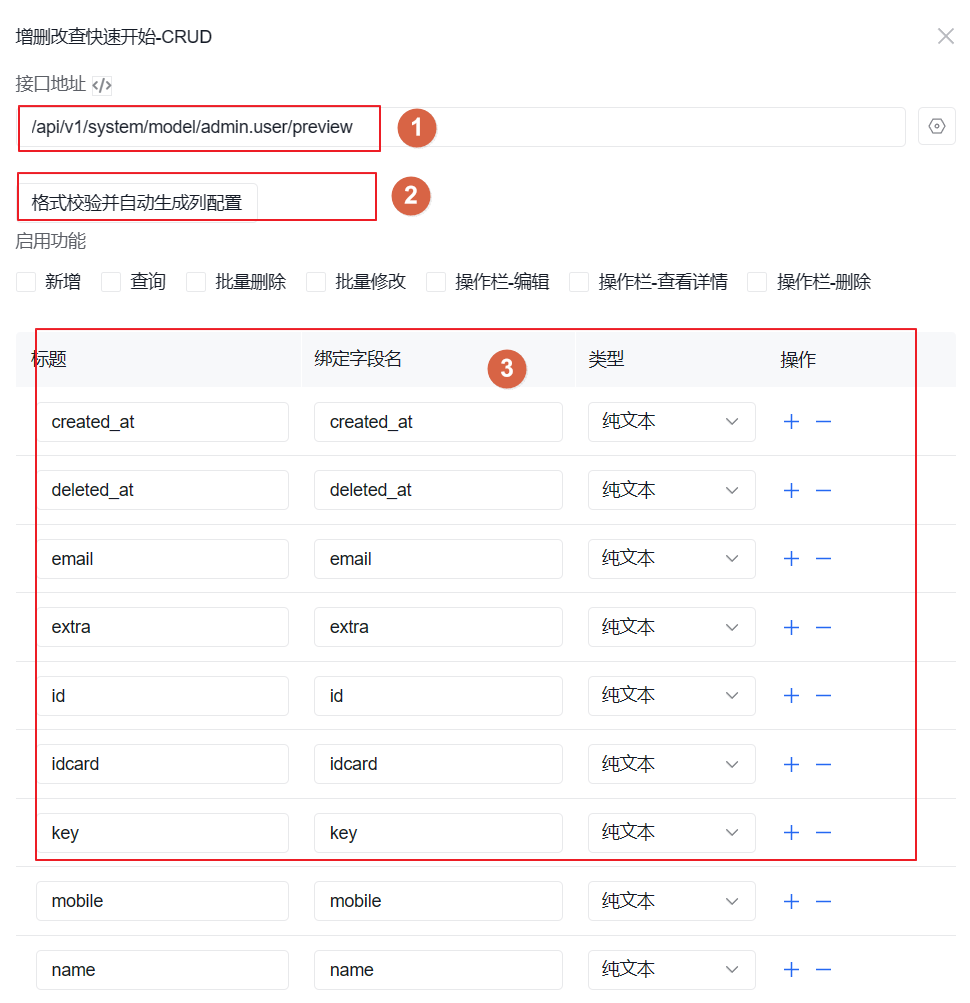 增删改查快速开始-CRUD
接口地址 </>
/api/v1/system/model/admin.user/preview
1
格式校验并自动生成列配置
2
启用功能
新增 查询 批量删除 批量修改 操作栏-编辑 操作栏-查看详情 操作栏-删除
标题 绑定字段名 类型 操作
3
created_at created_at 纯文本
deleted_at deleted_at 纯文本
email email 纯文本
extra extra 纯文本
id id 纯文本
idcard idcard 纯文本
key key 纯文本
mobile mobile 纯文本
name name 纯文本